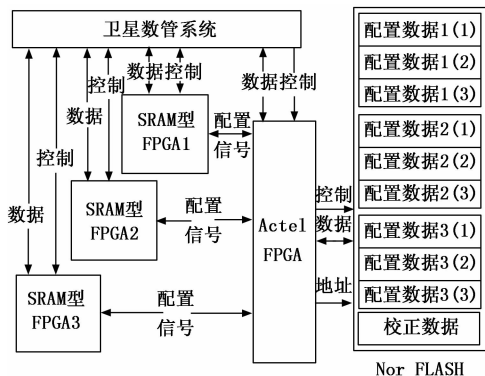 卫星数管系统
数据
控制
数据
控制
数据
控制
数据
控制
SRAM型
FPGA1
配置
信号
SRAM型
FPGA2
配置
信号
SRAM型
FPGA3
配置
信号
Actel
FPGA
控制
数据
地址
配置数据1(1)
配置数据1(2)
配置数据1(3)
配置数据2(1)
配置数据2(2)
配置数据2(3)
配置数据3(1)
配置数据3(2)
配置数据3(3)
校正数据
Nor FLASH